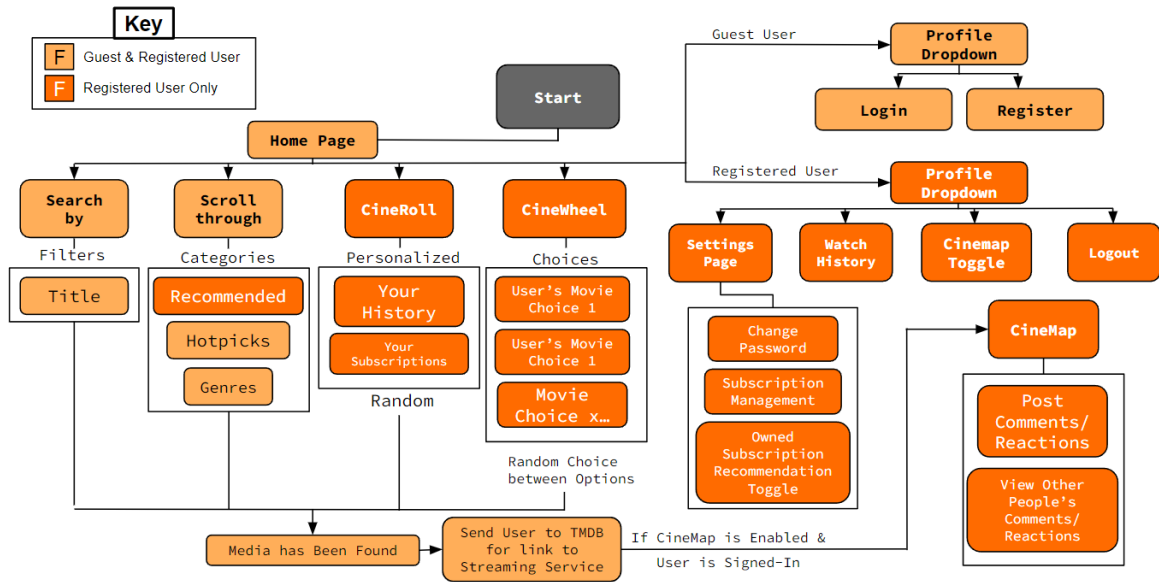 Key
F Guest & Registered User
F Registered User Only
Start
Home Page
Guest User
Profile
Dropdown
Login
Register
Registered User
Profile
Dropdown
Search
by
Scroll
through
CineRoll
CineWheel
Settings
Page
Watch
History
Cinemap
Toggle
Logout
Filters
Title
Categories
Recommended
Hotpicks
Genres
Personalized
Your
History
Your
Subscriptions
Random
Choices
User's Movie
Choice 1
User's Movie
Choice 1
Movie
Choice x…
Random Choice
between Options
Change
Password
Subscription
Management
Owned
Subscription
Recommendation
Toggle
CineMap
Post
Comments/
Reactions
View Other
People's
Comments/
Reactions
Media has Been Found
Send User to TMDB
for link to
Streaming Service
If CineMap is Enabled &
User is Signed-In